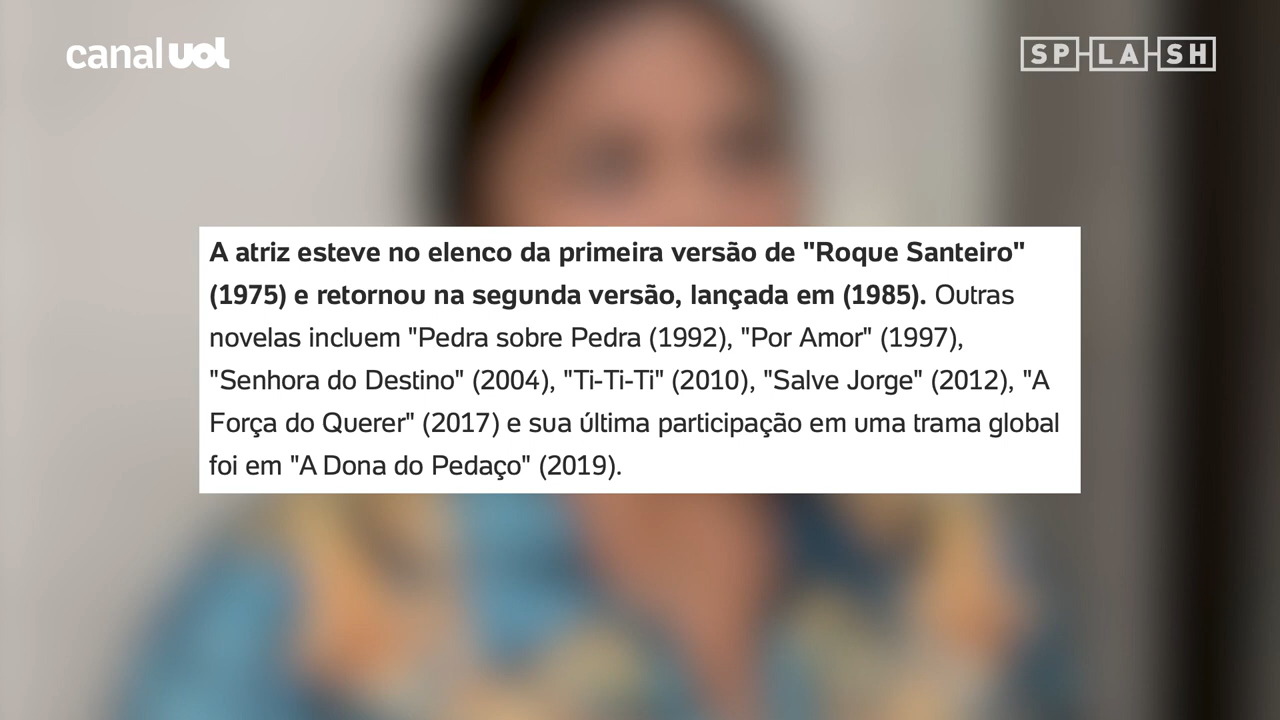 canal uol
SPLASH
A atriz esteve no elenco da primeira versão de "Roque Santeiro"
(1975) e retornou na segunda versão, lançada em (1985). Outras
novelas incluem "Pedra sobre Pedra (1992), "Por Amor" (1997),
"Senhora do Destino" (2004), "Ti-Ti-Ti" (2010), "Salve Jorge" (2012), "A
Força do Querer" (2017) e sua última participação em uma trama global
foi em "A Dona do Pedaço" (2019).